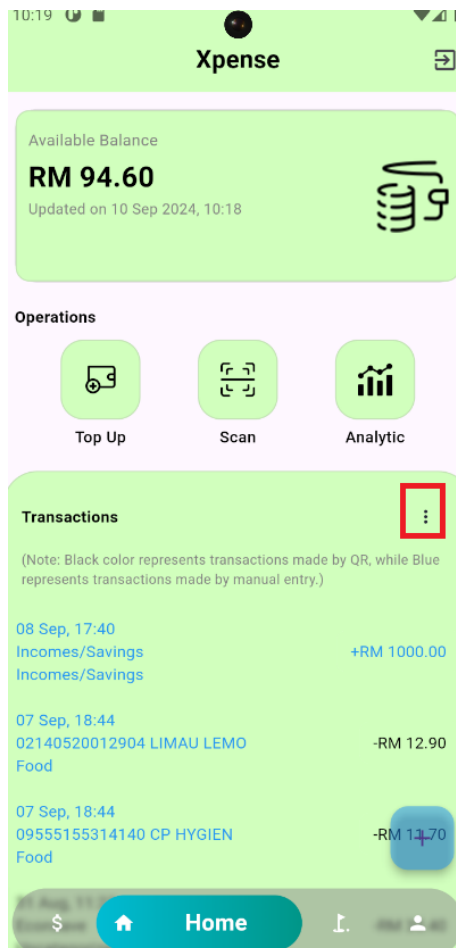 10:19
Xpense
Available Balance
RM 94.60
Updated on 10 Sep 2024, 10:18
Operations
Top Up
Scan
Analytic
Transactions
(Note: Black color represents transactions made by QR, while Blue
represents transactions made by manual entry.)
08 Sep, 17:40
Incomes/Savings
+RM 1000.00
Incomes/Savings
07 Sep, 18:44
02140520012904 LIMAU LEMO
-RM 12.90
Food
07 Sep, 18:44
09555155314140 CP HYGIEN
-RM 11.70
Food
$
Home